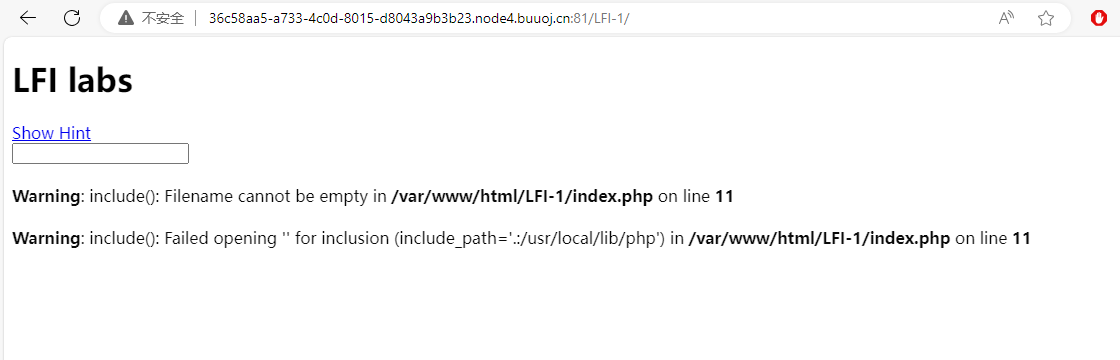 不安全 | 36c58aa5-a733-4c0d-8015-d8043a9b3b23.node4.buuoj.cn:81/LFI-1/
LFI labs
Show Hint
Warning: include(): Filename cannot be empty in /var/www/html/LFI-1/index.php on line 11
Warning: include(): Failed opening '' for inclusion (include_path='.:/usr/local/lib/php') in /var/www/html/LFI-1/index.php on line 11